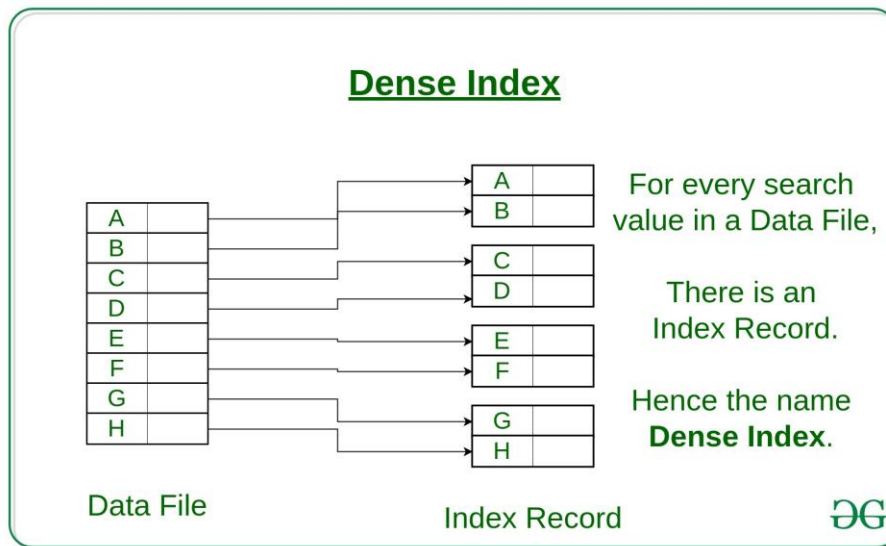 Dense Index
A
B
C
D
E
F
G
H
Data File
A
B
C
D
E
F
G
H
Index Record
For every search
value in a Data File,
There is an
Index Record.
Hence the name
Dense Index.
GG